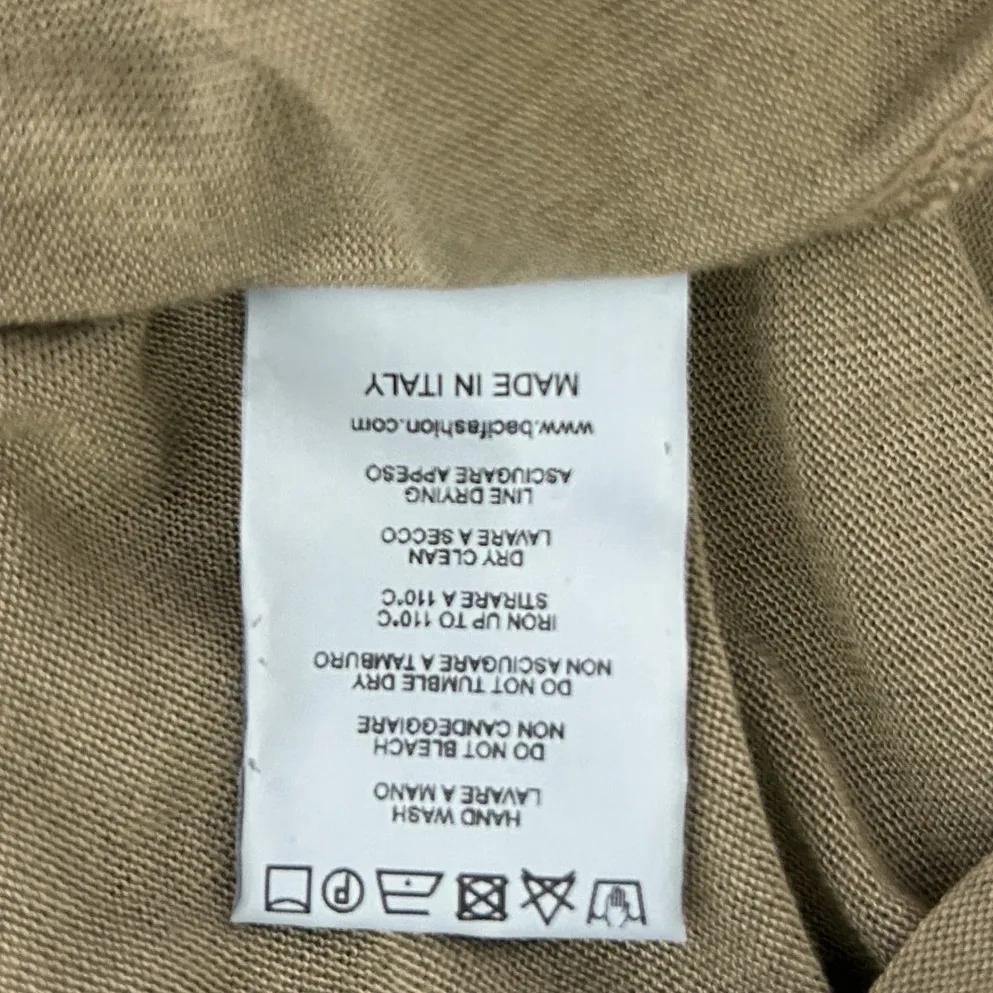 HAND WASH
LAVARE A MANO
DO NOT BLEACH
NON CANDEGGIARE
DO NOT TUMBLE DRY
NON ASCIUGARE A TAMBURO
IRON UP TO 110°C
STIRARE A 110°C
DRY CLEAN
LAVARE A SECCO
LINE DRYING
ASCIUGARE APPESO
www.bacifashion.com
MADE IN ITALY